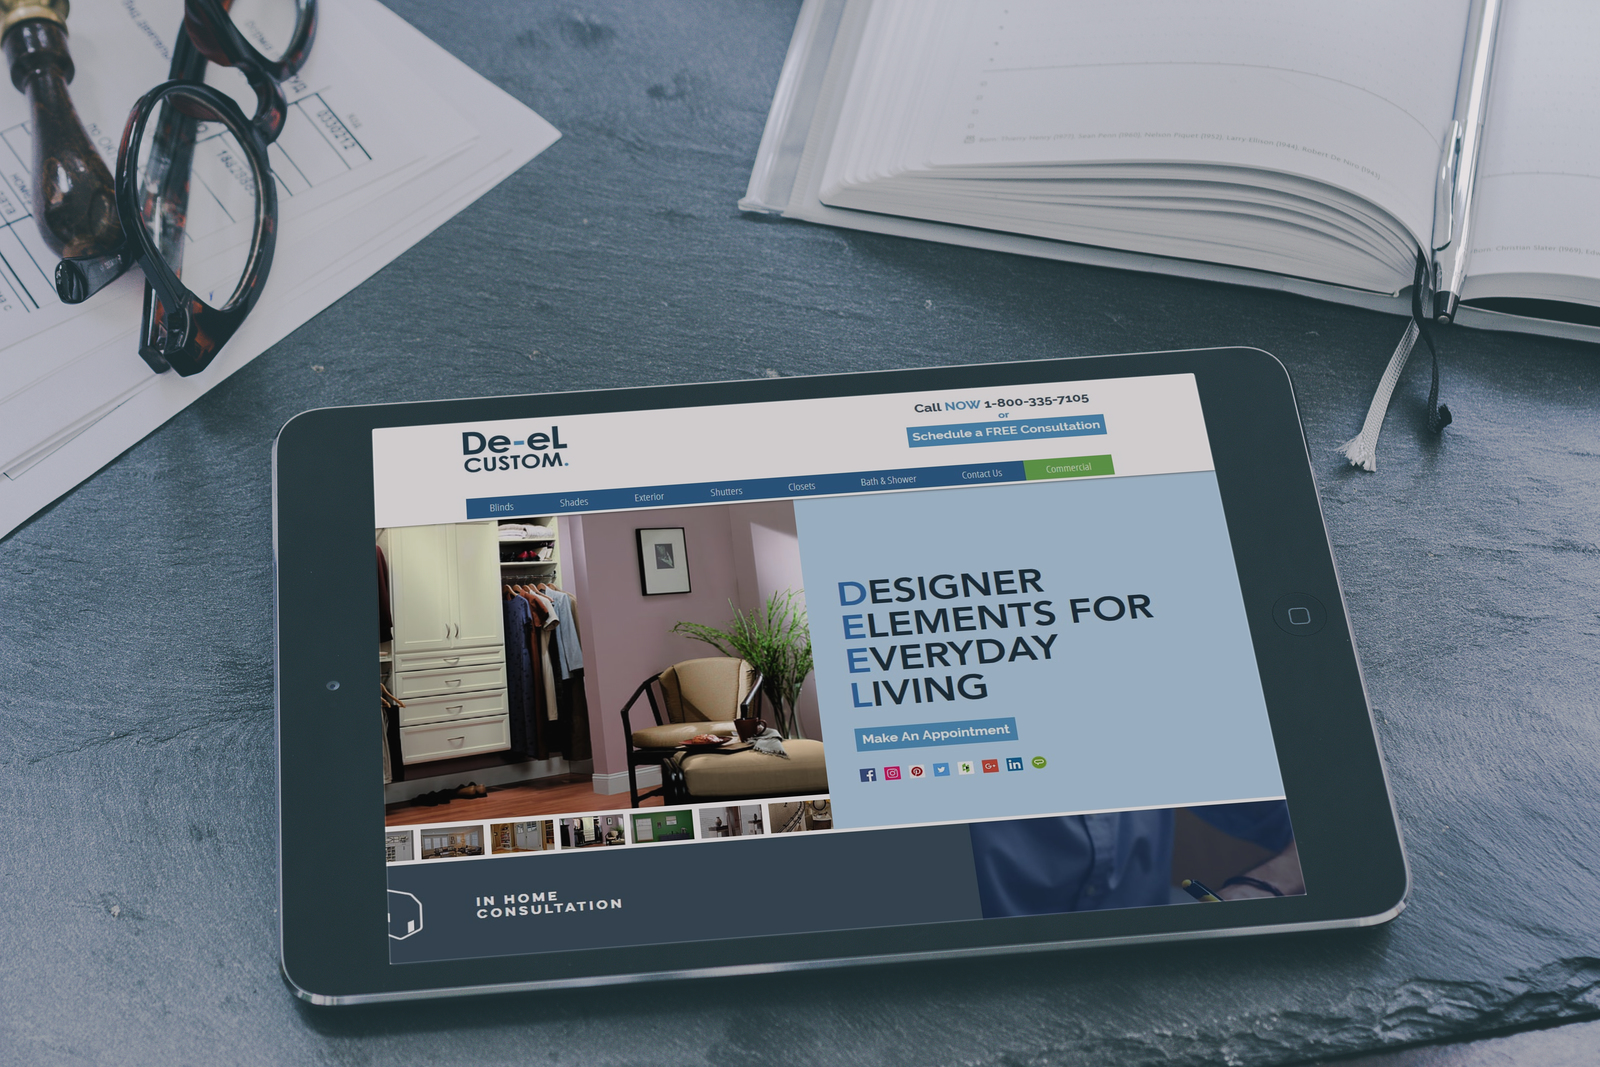 De-eL
CUSTOM.
Call NOW 1-800-335-7105
or
Schedule a FREE Consultation
Blinds
Shades
Exterior
Shutters
Closets
Bath & Shower
Contact Us
Commercial
DESIGNER
ELEMENTS FOR
EVERYDAY
LIVING
Make An Appointment
IN HOME
CONSULTATION